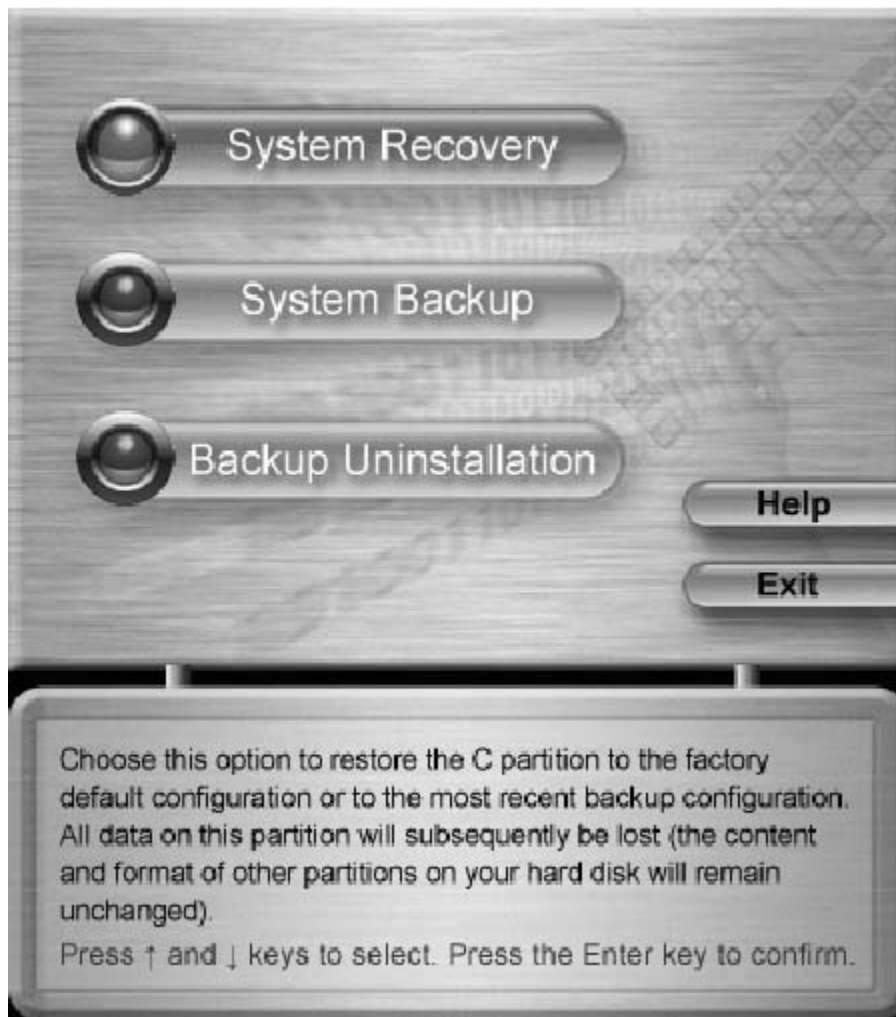 System Recovery
System Backup
Backup Uninstallation
Help
Exit
Choose this option to restore the C partition to the factory
default configuration or to the most recent backup configuration.
All data on this partition will subsequently be lost (the content
and format of other partitions on your hard disk will remain
unchanged).
Press ↑ and ↓ keys to select. Press the Enter key to confirm.